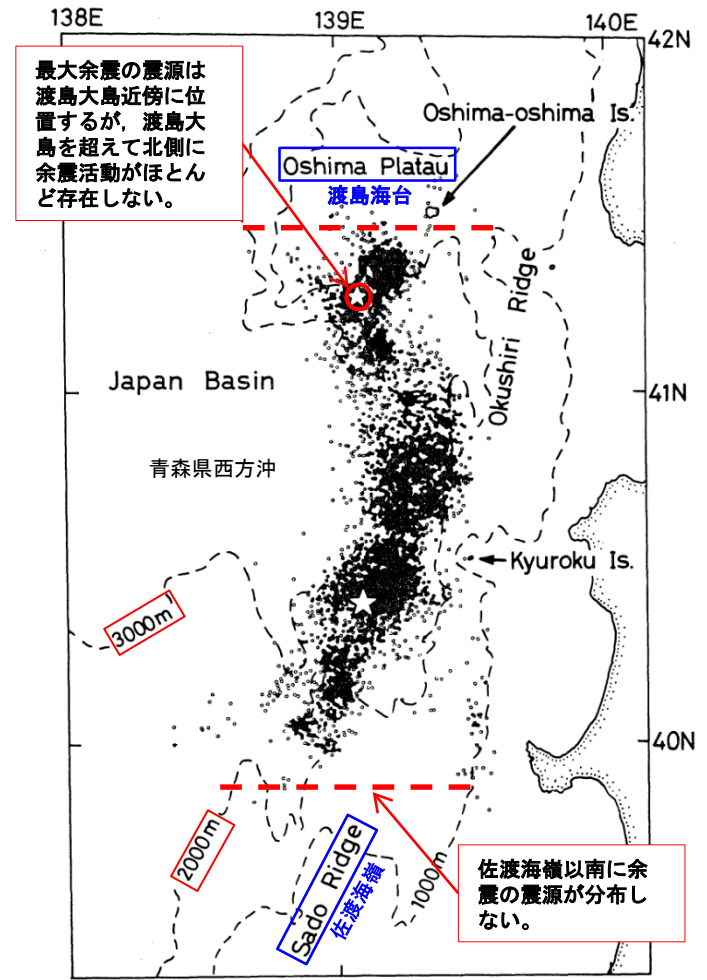 138E
139E
140E
42N
最大余震の震源は
渡島大島近傍に位
置するが，渡島大
島を超えて北側に
余震活動がほとん
ど存在しない。
Oshima-oshima Is.
Oshima Platau
渡島海台
Okushiri Ridge
Japan Basin
41N
青森県西方沖
Kyuroku Is.
3000m
40N
2000m
Sado Ridge
佐渡海嶺
1000m
佐渡海嶺以南に余
震の震源が分布し
ない。